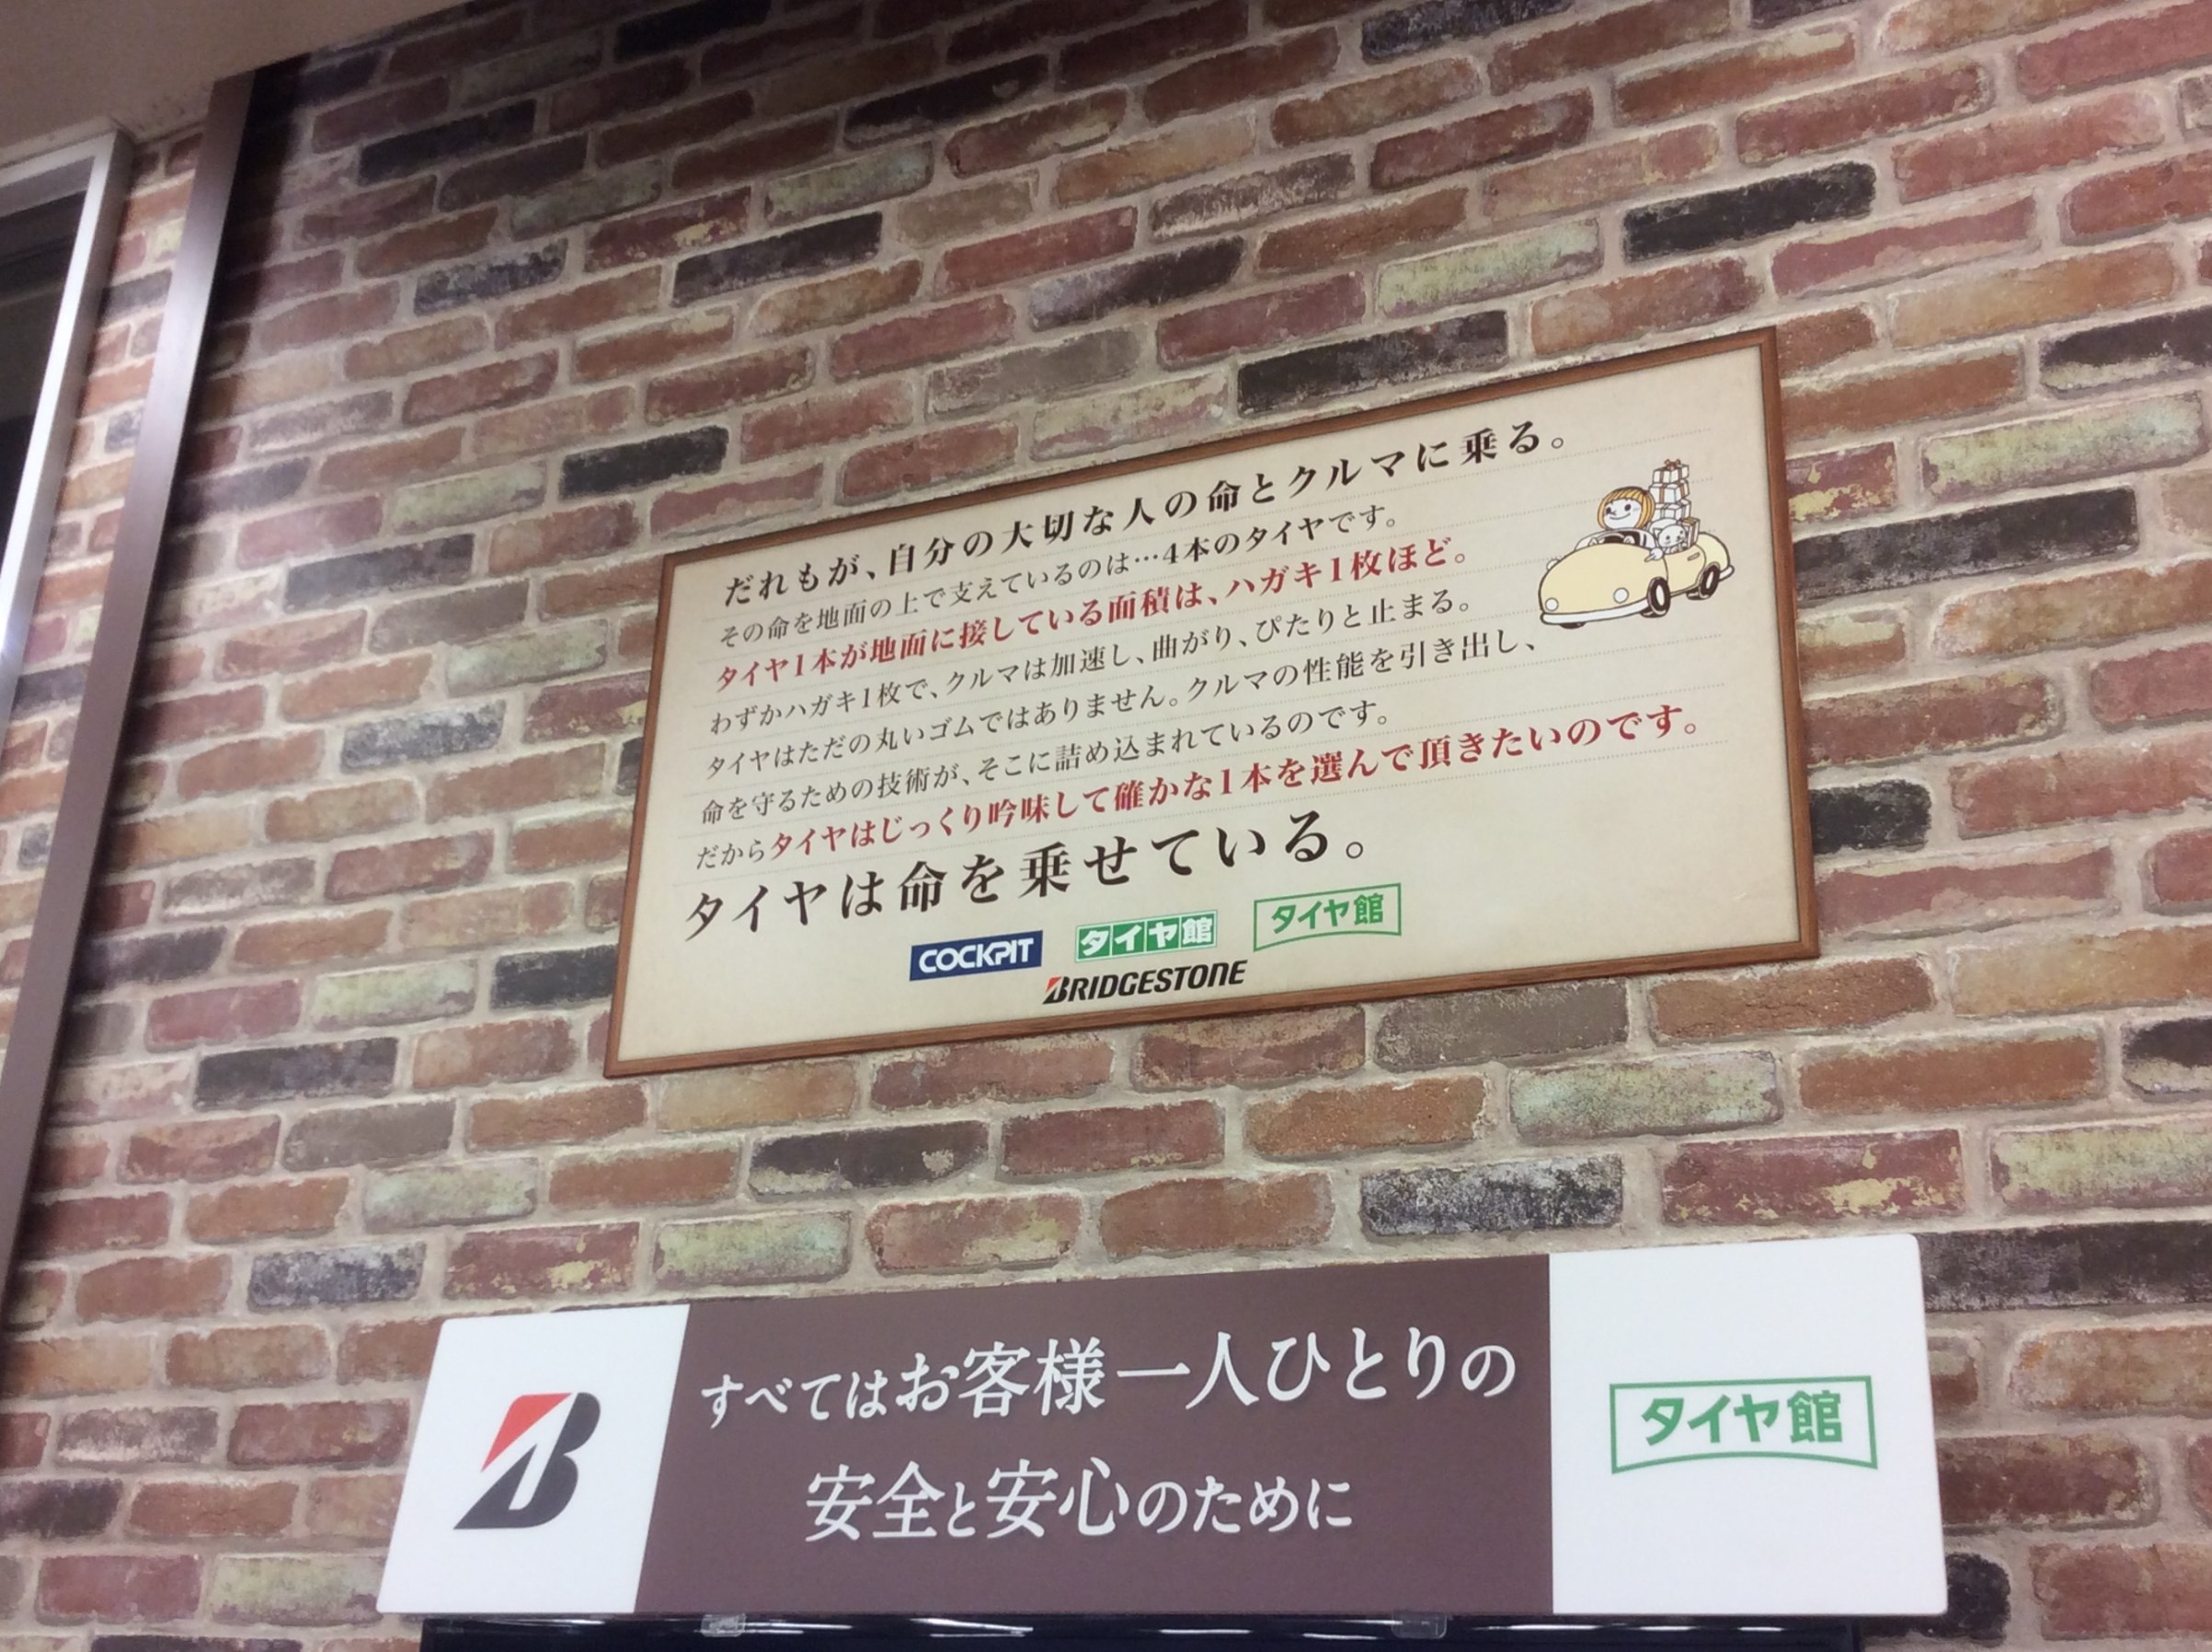 だれもが、自分の大切な人の命とクルマに乗る。
その命を地面の上で支えているのは…4本のタイヤです。
タイヤ1本が地面に接している面積は、ハガキ1枚ほど。
わずかハガキ1枚で、クルマは加速し、曲がり、ぴたりと止まる。
タイヤはただの丸いゴムではありません。クルマの性能を引き出し、
命を守るための技術が、そこに詰め込まれているのです。
だからタイヤはじっくり吟味して確かな1本を選んで頂きたいのです。
タイヤは命を乗せている。
COCKPIT タイヤ館 タイヤ館
BRIDGESTONE
B
すべてはお客様一人ひとりの
安全と安心のために
タイヤ館